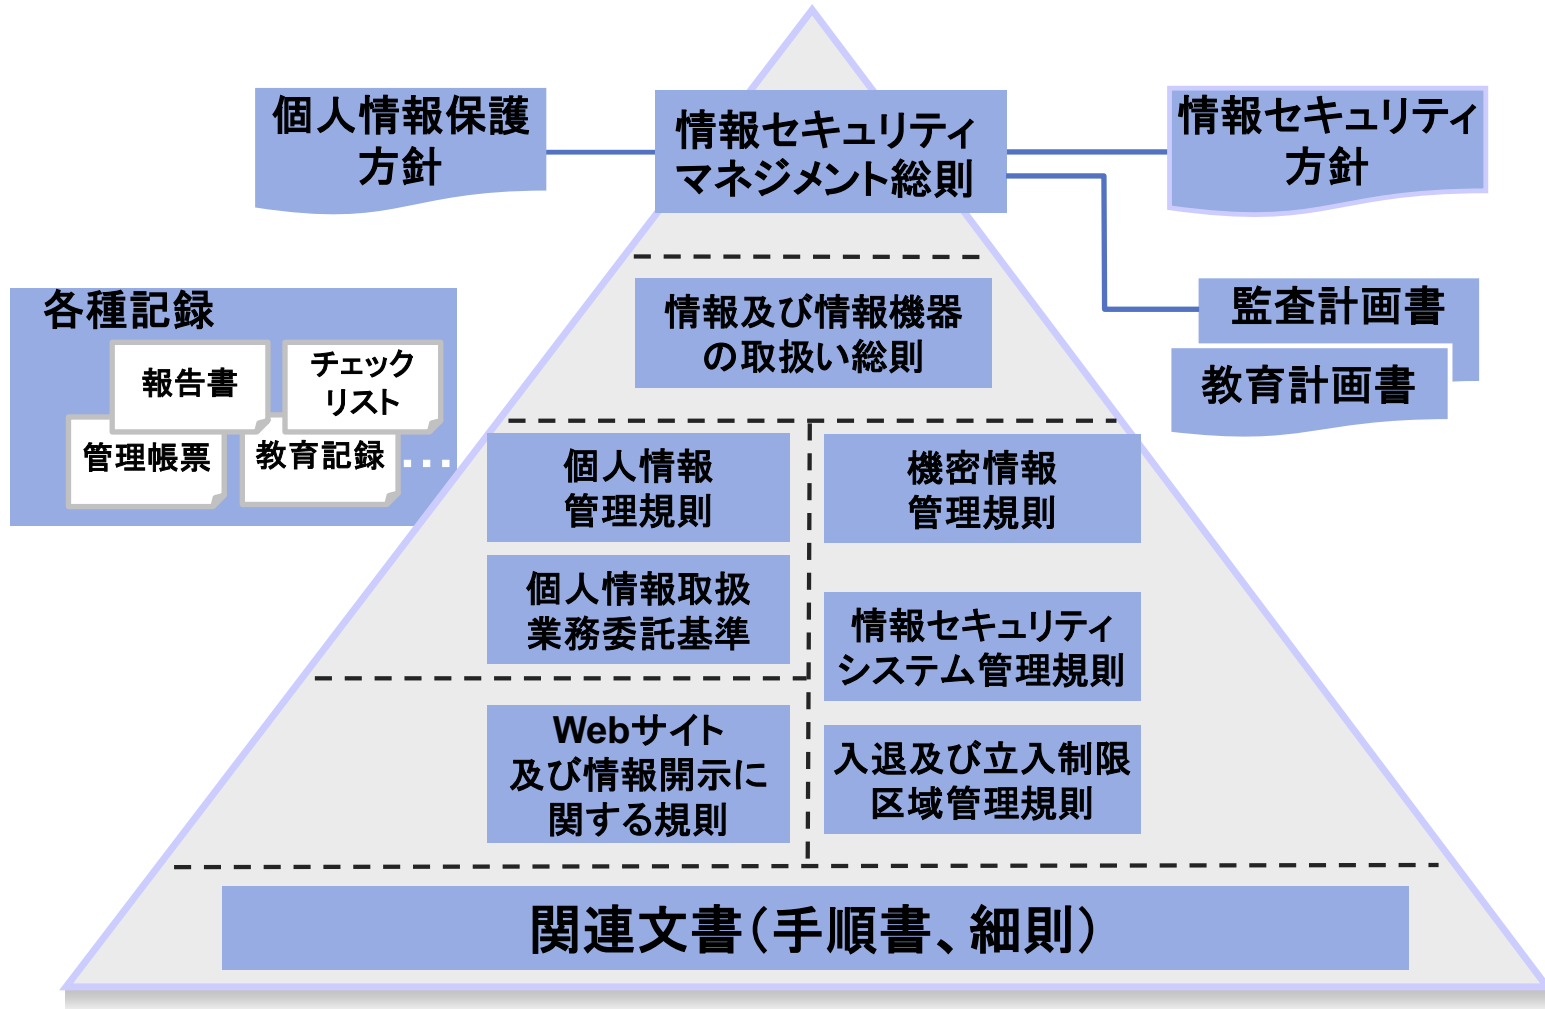 個人情報保護
方針
情報セキュリティ
マネジメント総則
情報セキュリティ
方針
監査計画書
教育計画書
各種記録
報告書
チェック
リスト
管理帳票
教育記録
....
情報及び情報機器
の取扱い総則
個人情報
管理規則
機密情報
管理規則
個人情報取扱
業務委託基準
情報セキュリティ
システム管理規則
Webサイト
及び情報開示に
関する規則
入退及び立入制限
区域管理規則
関連文書(手順書、細則)